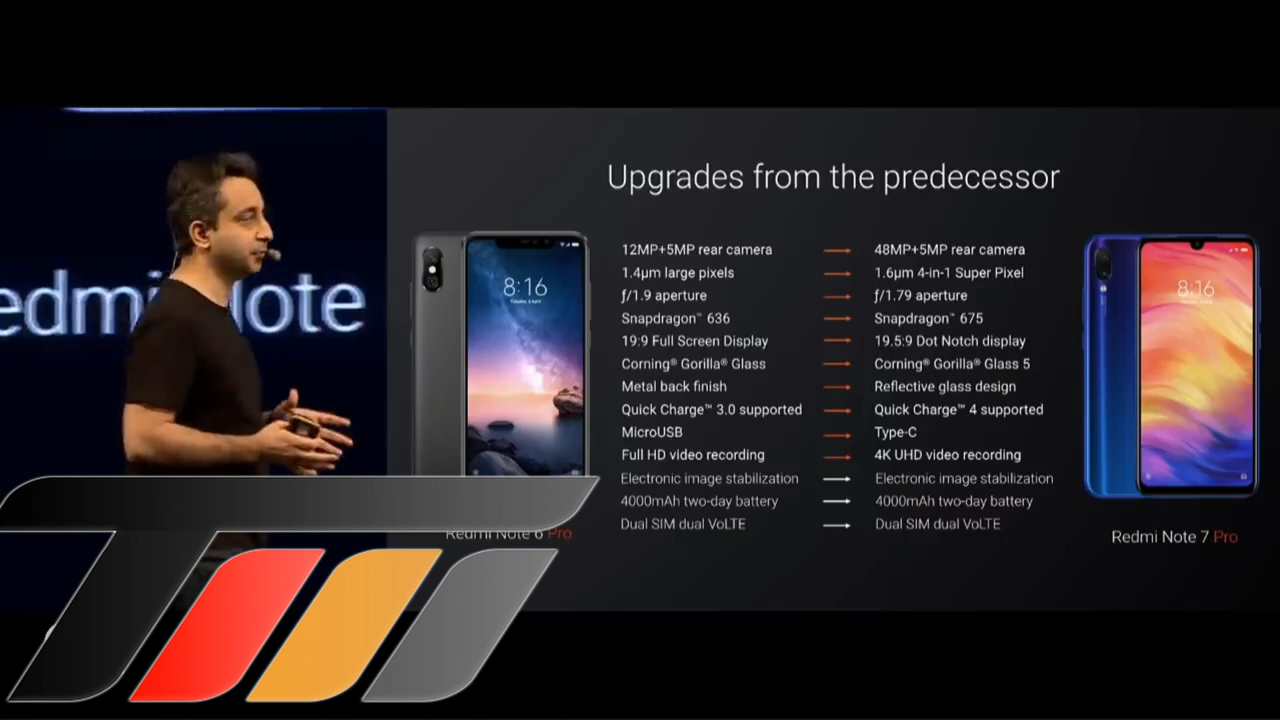 edmi Note
Upgrades from the predecessor
12MP+5MP rear camera → 48MP+5MP rear camera
1.4μm large pixels → 1.6μm 4-in-1 Super Pixel
ƒ/1.9 aperture → ƒ/1.79 aperture
Snapdragon™ 636 → Snapdragon™ 675
19:9 Full Screen Display → 19.5:9 Dot Notch display
Corning® Gorilla® Glass → Corning® Gorilla® Glass 5
Metal back finish → Reflective glass design
Quick Charge™ 3.0 supported → Quick Charge™ 4 supported
MicroUSB → Type-C
Full HD video recording → 4K UHD video recording
Electronic image stabilization → Electronic image stabilization
4000mAh two-day battery → 4000mAh two-day battery
Dual SIM dual VoLTE → Dual SIM dual VoLTE
8:16
8:16
Redmi Note 6 Pro
Redmi Note 7 Pro